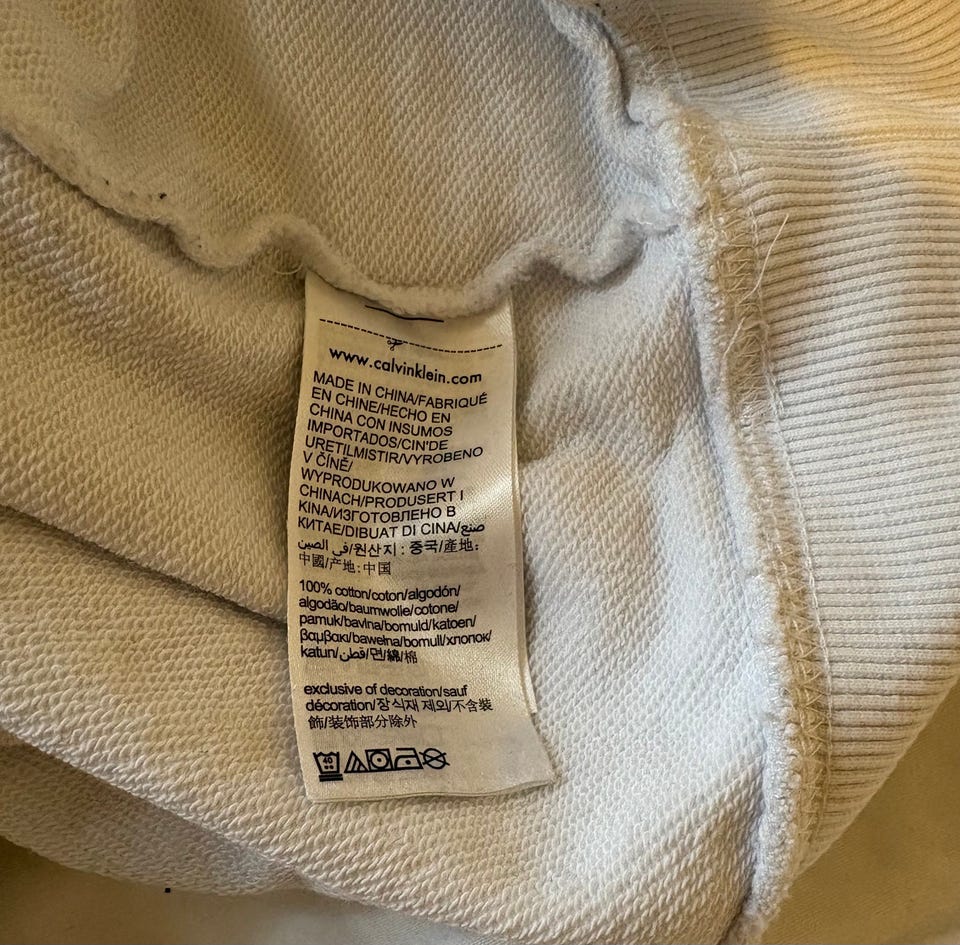 www.calvinklein.com
MADE IN CHINA/FABRIQUÉ
EN CHINE/HECHO EN
CHINA CON INSUMOS
IMPORTADOS/CIN'DE
URETILMISTIR/VYROBENO
V ČÍNĚ/
WYPRODUKOWANO W
CHINACH/PRODUSERT I
KINA/ИЗГОТОВЛЕНО В
КИТАЕ/DIBUAT DI CINA/صنع
في الصين/원산지 : 중국/產地:
中國/产地:中国
100% cotton/coton/algodón/
algodão/baumwolle/cotone/
pamuk/bavlna/bomuld/katoen/
βαμβακι/bawełna/bomull/хлопок/
katun/قطن/면/綿/棉
exclusive of decoration/sauf
décoration/장식재 제외/不含裝
飾/装饰部分除外
40